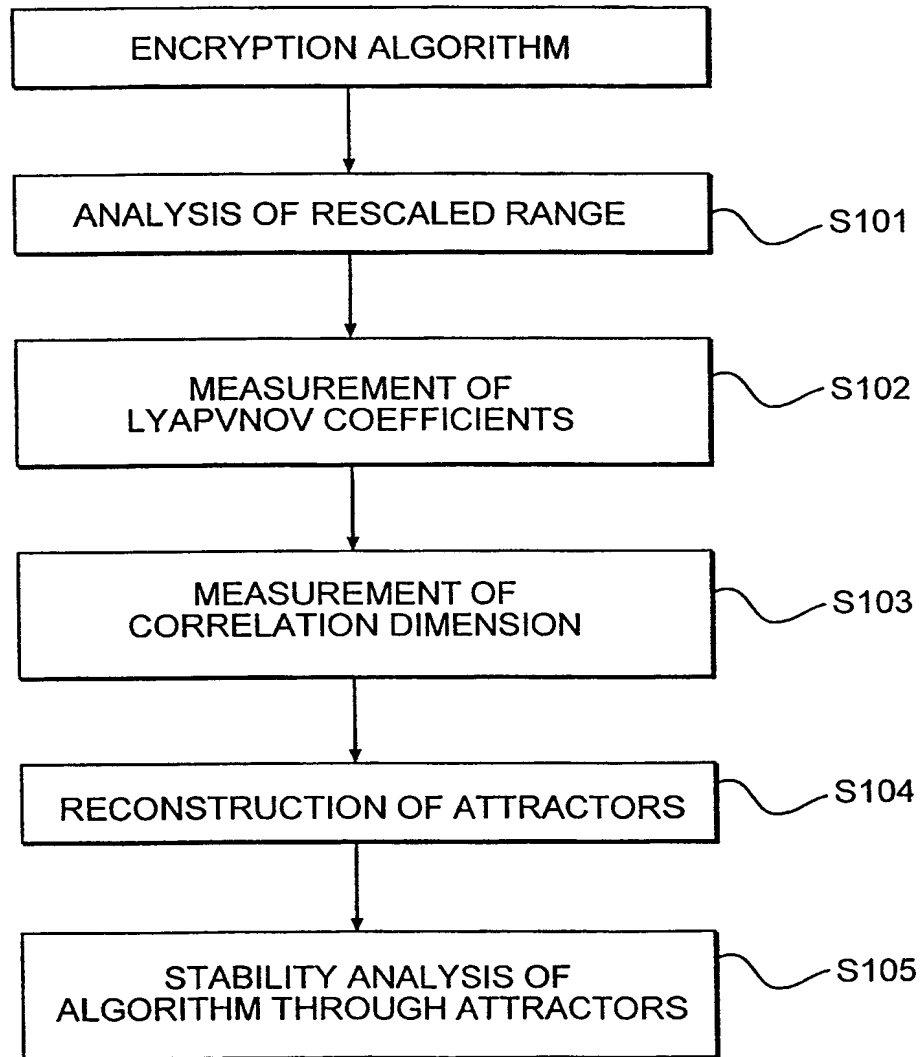 ENCRYPTION ALGORITHM
ANALYSIS OF RESCALED RANGE
S101
MEASUREMENT OF
LYAPVNOV COEFFICIENTS
S102
MEASUREMENT OF
CORRELATION DIMENSION
S103
RECONSTRUCTION OF ATTRACTORS
S104
STABILITY ANALYSIS OF
ALGORITHM THROUGH ATTRACTORS
S105